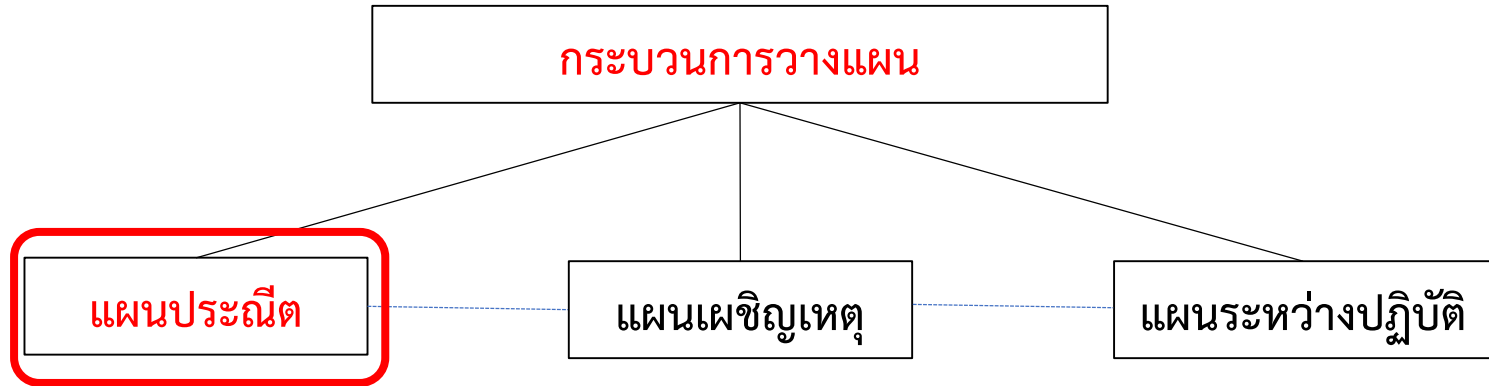 กระบวนการวางแผน
แผนประณีต
แผนเผชิญเหตุ
แผนระหว่างปฏิบัติ